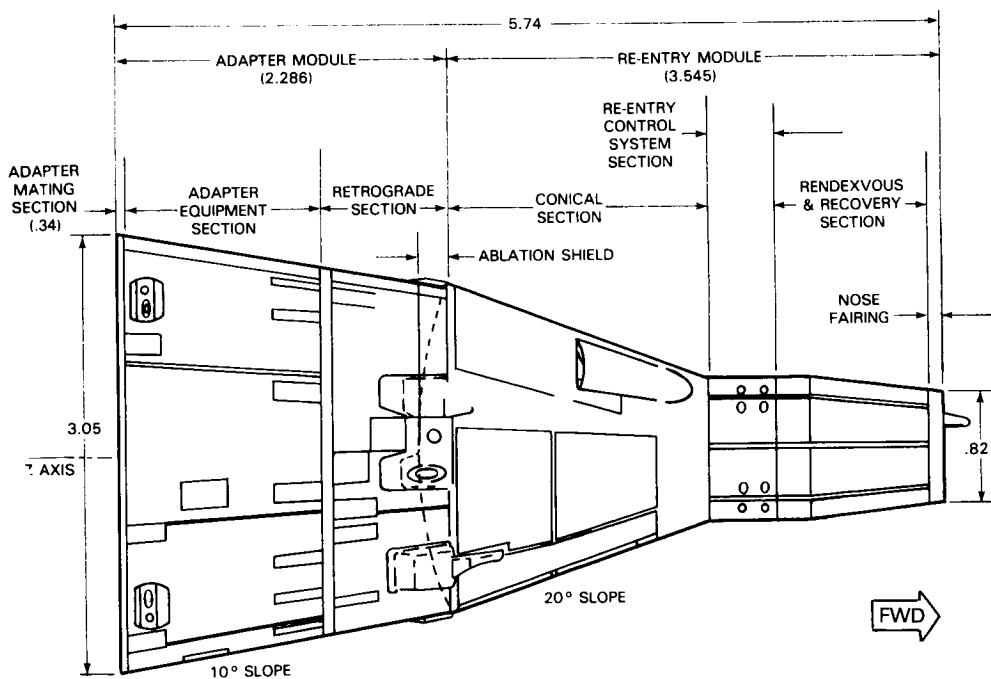 5.74
ADAPTER MODULE
(2.286)
RE-ENTRY MODULE
(3.545)
RE-ENTRY
CONTROL
SYSTEM
SECTION
ADAPTER
MATING
SECTION
(.34)
ADAPTER
EQUIPMENT
SECTION
RETROGRADE
SECTION
CONICAL
SECTION
RENDEXVOUS
& RECOVERY
SECTION
ABLATION SHIELD
NOSE
FAIRING
3.05
AXIS
.82
20° SLOPE
FWD
10° SLOPE